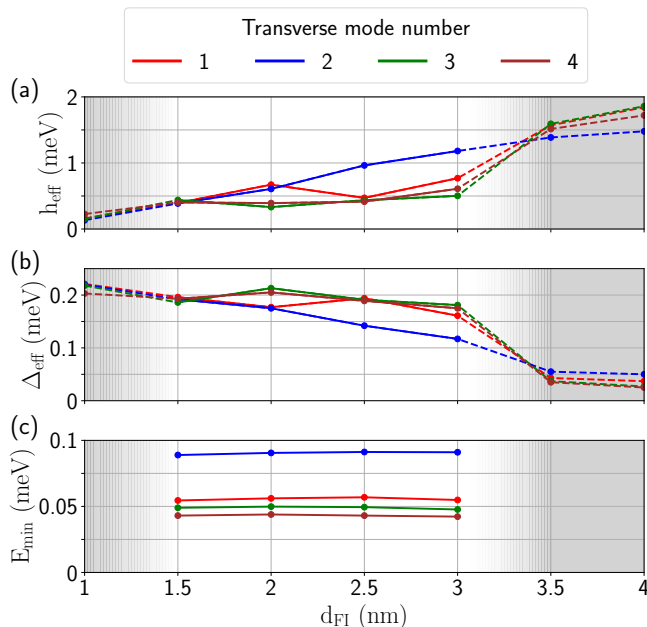 Transverse mode number
1 2 3 4
(a)
h_eff (meV)
2
1
0
(b)
Δ_eff (meV)
0.2
0.1
0
(c)
E_min (meV)
0.1
0.05
0
1 1.5 2 2.5 3 3.5 4
d_FI (nm)